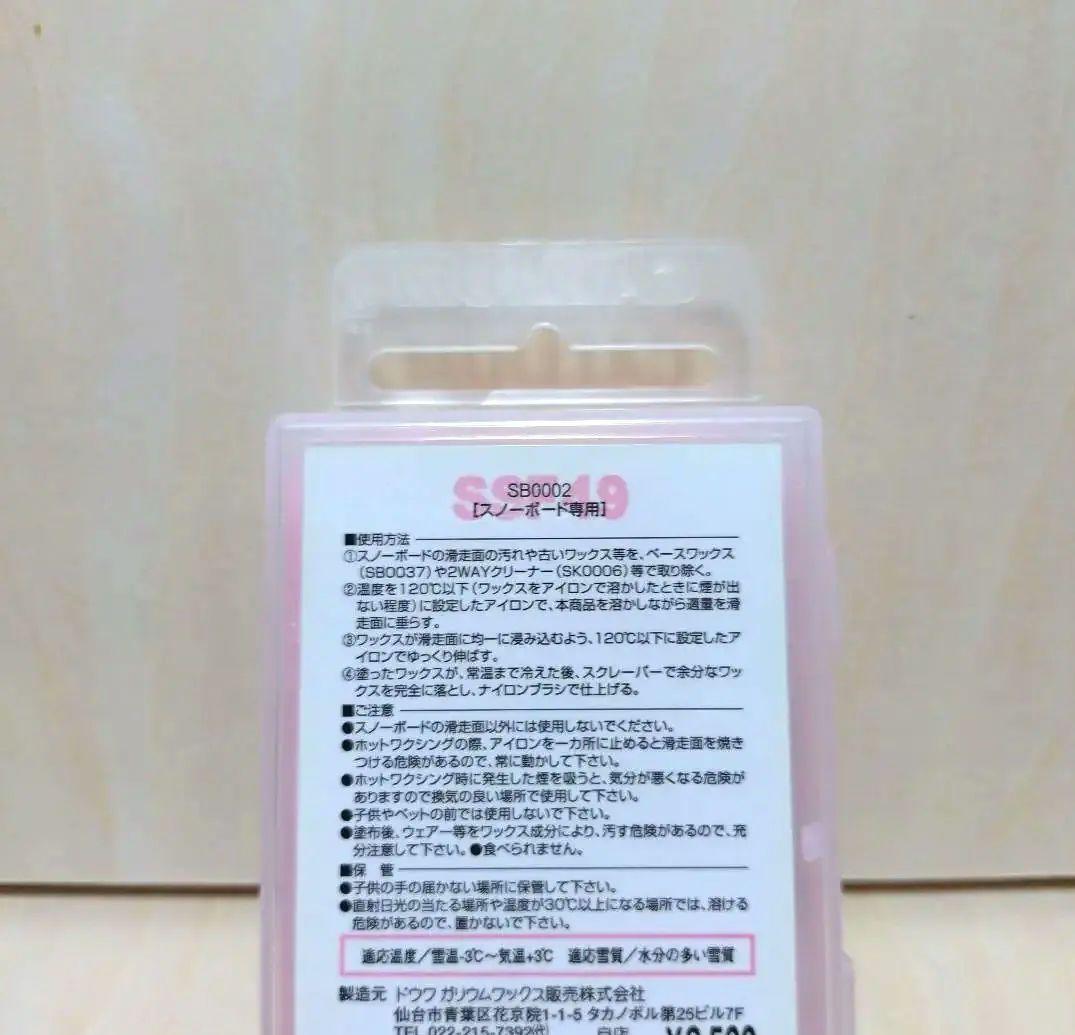 SSF19
SB0002
[スノーボード専用]
■使用方法
①スノーボードの滑走面の汚れや古いワックス等を、ベースワックス
(SB0037)や2WAYクリーナー(SK0006)等で取り除く。
②温度を120℃以下(ワックスをアイロンで溶かしたときに煙が出
ない程度)に設定したアイロンで、本商品を溶かしながら適量を滑
走面に垂らす。
③ワックスが滑走面に均一に浸み込むよう、120℃以下に設定したア
イロンでゆっくり伸ばす。
④塗ったワックスが、常温まで冷えた後、スクレーパーで余分なワッ
クスを完全に落とし、ナイロンブラシで仕上げる。
■ご注意
●スノーボードの滑走面以外には使用しないでください。
●ホットワクシングの際、アイロンを一カ所に止めると滑走面を焼き
つける危険があるので、常に動かして下さい。
●ホットワクシング時に発生した煙を吸うと、気分が悪くなる危険が
ありますので換気の良い場所で使用して下さい。
●子供やペットの前では使用しないで下さい。
●塗布後、ウェアー等をワックス成分により、汚す危険があるので、充
分注意して下さい。●食べられません。
■保 管
●子供の手の届かない場所に保管して下さい。
●直射日光の当たる場所や温度が30℃以上になる場所では、溶ける
危険があるので、置かないで下さい。
適応温度/雪温-3℃〜気温+3℃ 適応雪質/水分の多い雪質
製造元 ドウワ ガリウムワックス販売株式会社
仙台市青葉区花京院1-1-5 タカノボル第25ビル7F
TEL 022-215-7392㈹